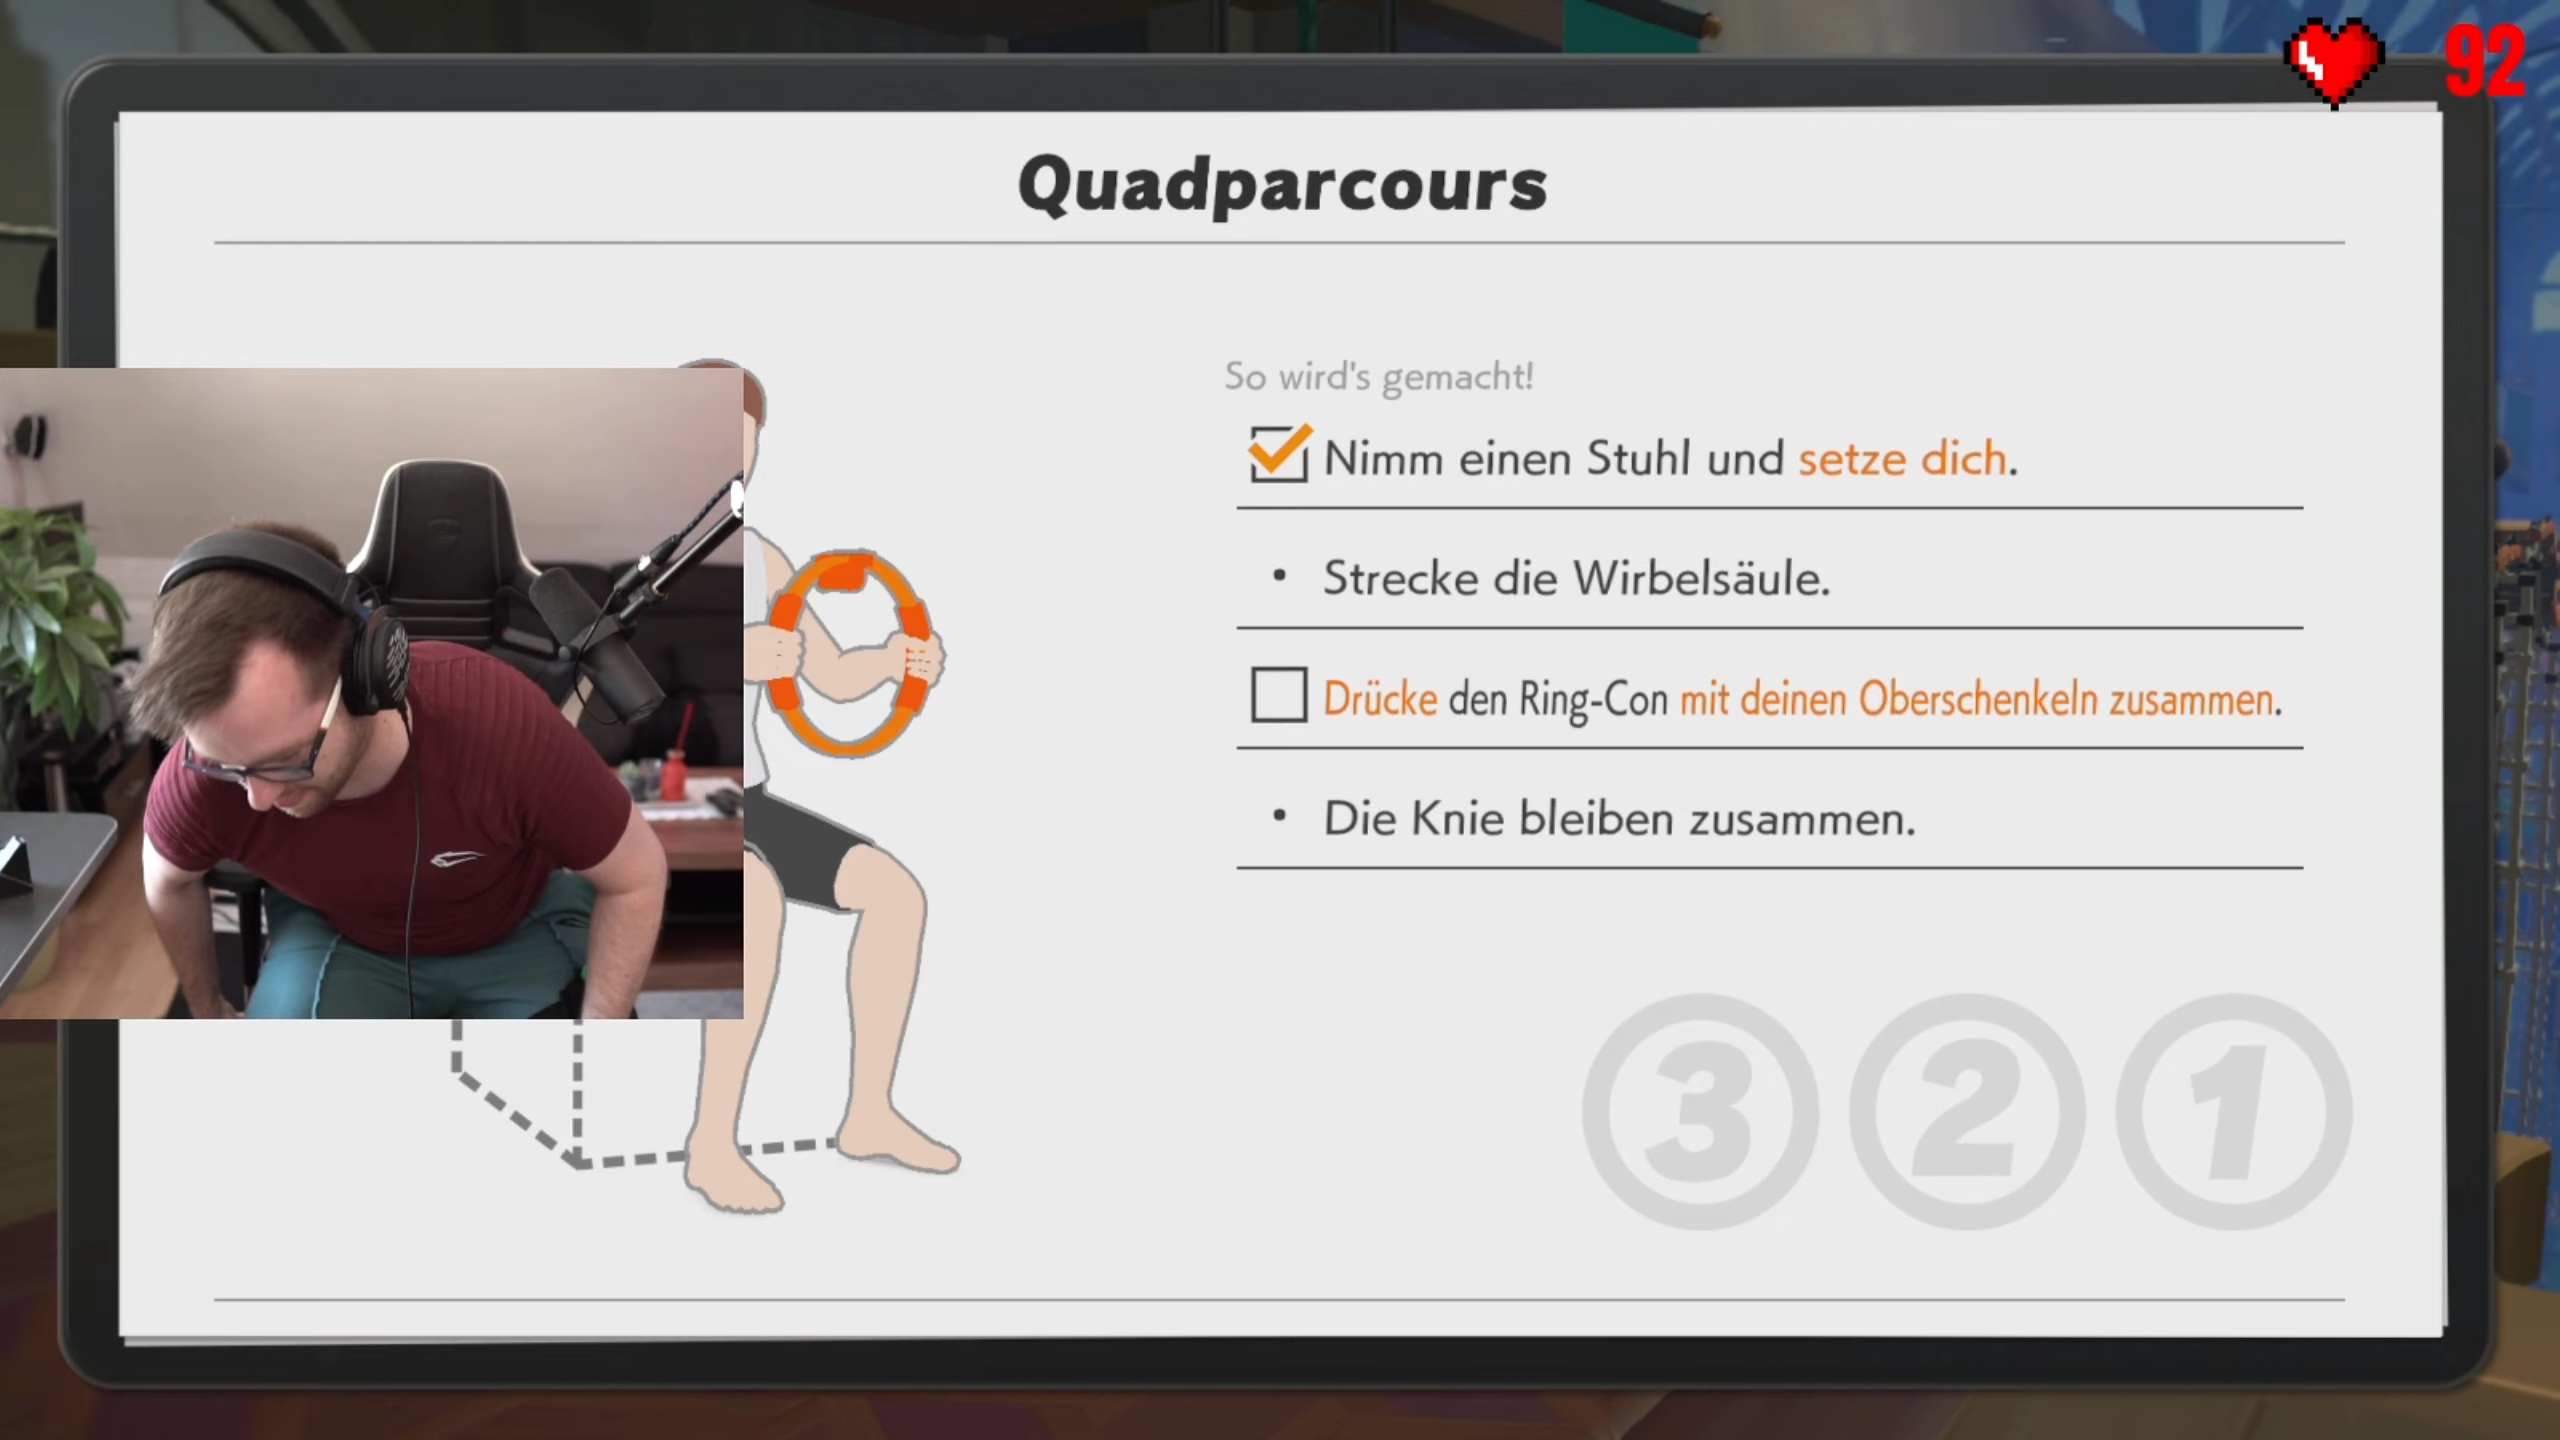 92
Quadparcours
So wird's gemacht!
Nimm einen Stuhl und setze dich.
• Strecke die Wirbelsäule.
Drücke den Ring-Con mit deinen Oberschenkeln zusammen.
• Die Knie bleiben zusammen.
3 2 1